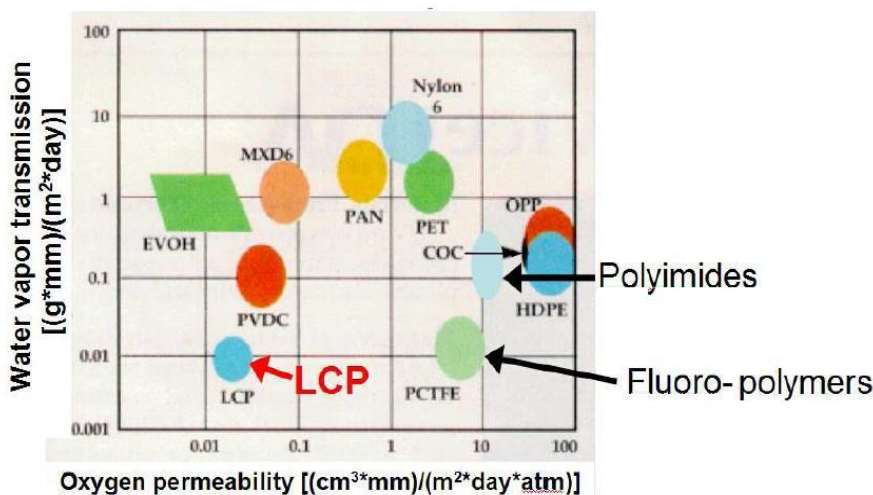 Water vapor transmission
[(g*mm)/(m²*day)]
100
10
1
0.1
0.01
0.001
Nylon
6
MXD6
PAN
PET
OPP
EVOH
COC
Polyimides
PVDC
HDPE
LCP
LCP
PCTFE
Fluoro-polymers
0.01
0.1
1
10
100
Oxygen permeability [(cm³*mm)/(m²*day*atm)]